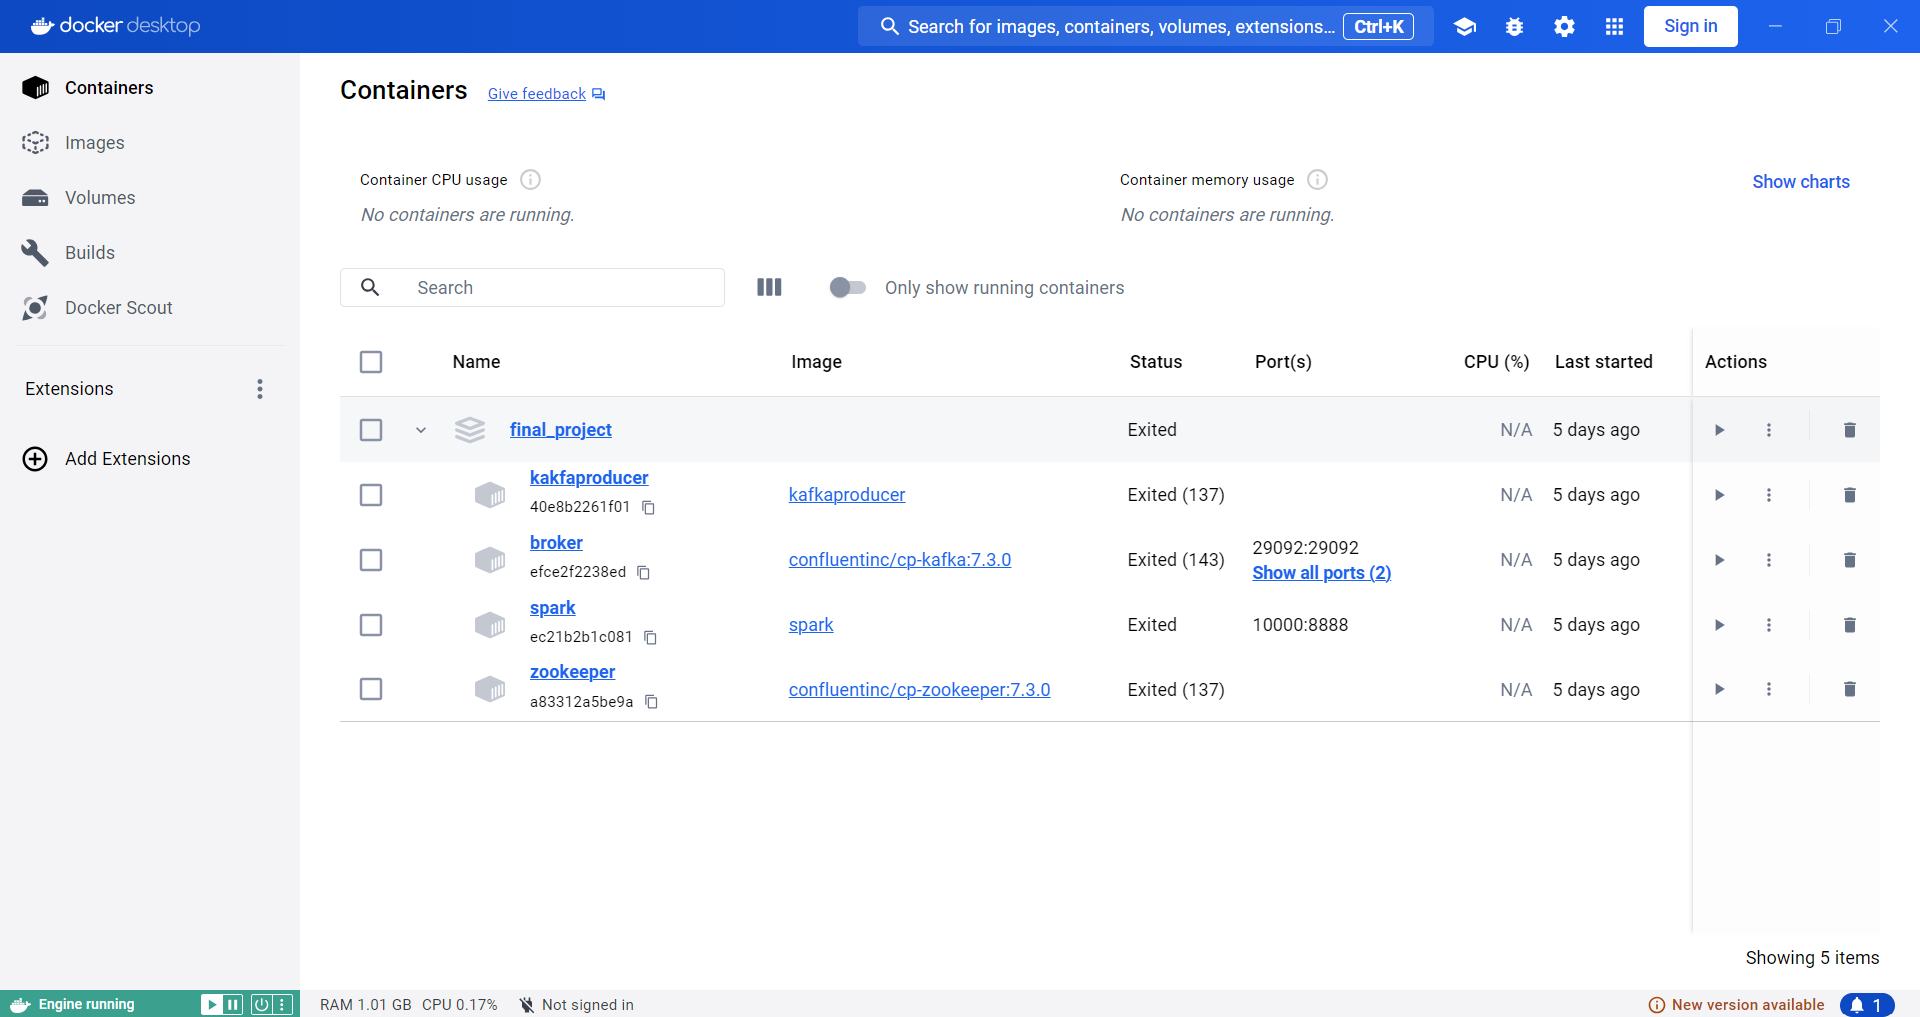 docker desktop
Search for images, containers, volumes, extensions... Ctrl+K
Sign in
Containers
Images
Volumes
Builds
Docker Scout
Extensions
Add Extensions
Containers Give feedback
Container CPU usage
No containers are running.
Container memory usage
No containers are running.
Show charts
Search
Only show running containers
Name Image Status Port(s) CPU (%) Last started Actions
final_project Exited N/A 5 days ago
kakfaproducer
40e8b2261f01
kafkaproducer Exited (137) N/A 5 days ago
broker
efce2f2238ed
confluentinc/cp-kafka:7.3.0 Exited (143)
29092:29092
Show all ports (2)
N/A 5 days ago
spark
ec21b2b1c081
spark Exited 10000:8888 N/A 5 days ago
zookeeper
a83312a5be9a
confluentinc/cp-zookeeper:7.3.0 Exited (137) N/A 5 days ago
Showing 5 items
Engine running
RAM 1.01 GB CPU 0.17% Not signed in
New version available
1